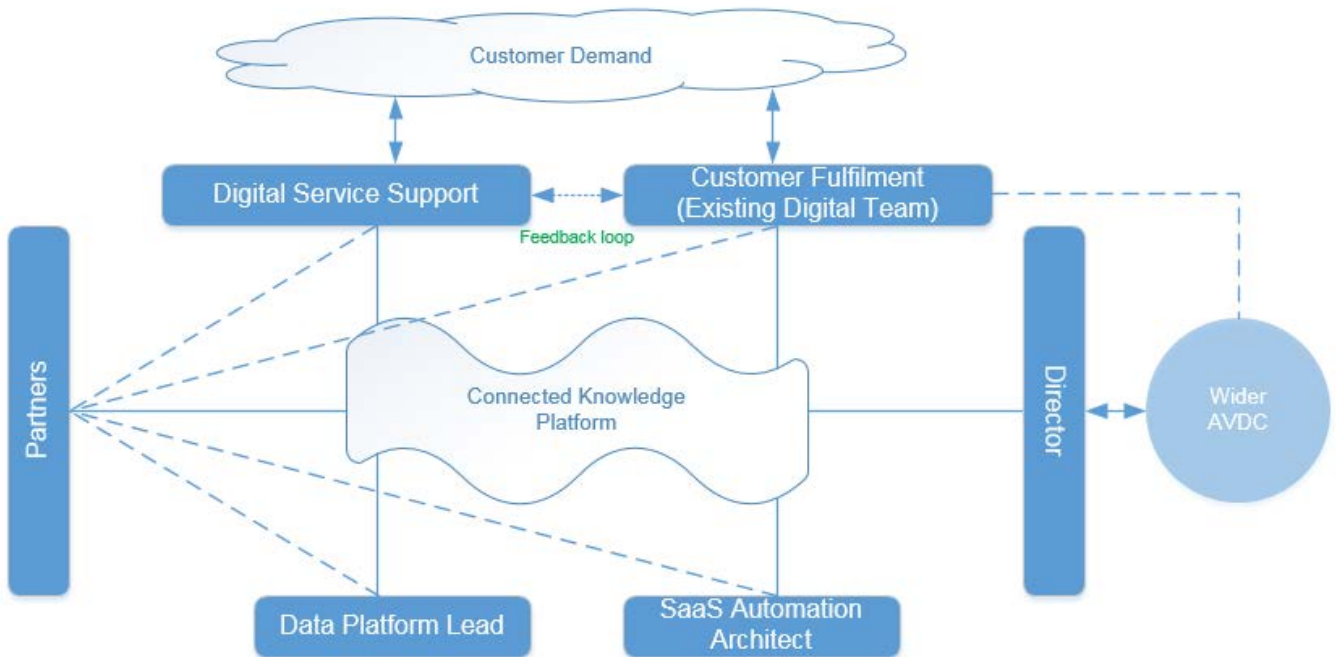 Customer Demand
Digital Service Support
Customer Fulfilment
(Existing Digital Team)
Feedback loop
Partners
Connected Knowledge
Platform
Director
Wider
AVDC
Data Platform Lead
SaaS Automation
Architect